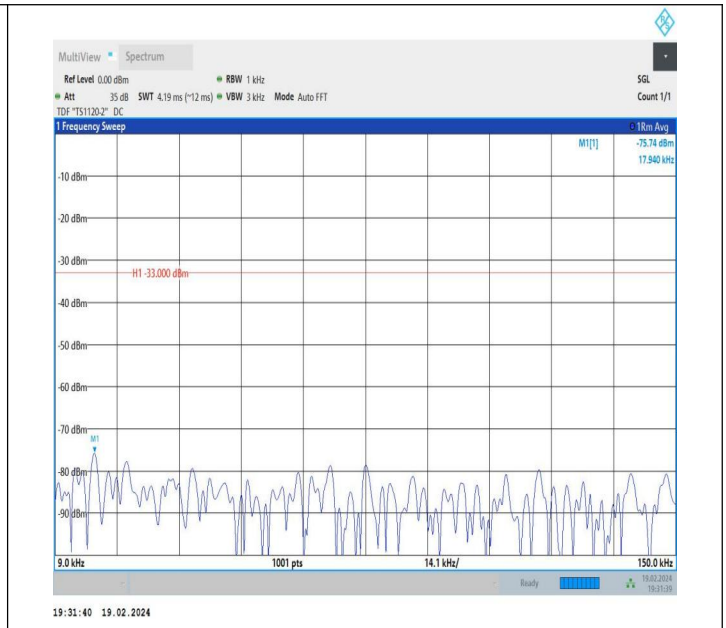 R&S
MultiView Spectrum
Ref Level 0.00 dBm RBW 1 kHz SGL
Att 35 dB SWT 4.19 ms (~12 ms) VBW 3 kHz Mode Auto FFT Count 1/1
TDF "TS1120-2" DC
1 Frequency Sweep 1Rm Avg
M1[1] -75.74 dBm
17.940 kHz
-10 dBm
-20 dBm
-30 dBm
H1 -33.000 dBm
-40 dBm
-50 dBm
-60 dBm
-70 dBm
M1
-80 dBm
-90 dBm
9.0 kHz 1001 pts 14.1 kHz/ 150.0 kHz
Ready 19.02.2024
19:31:39
19:31:40 19.02.2024